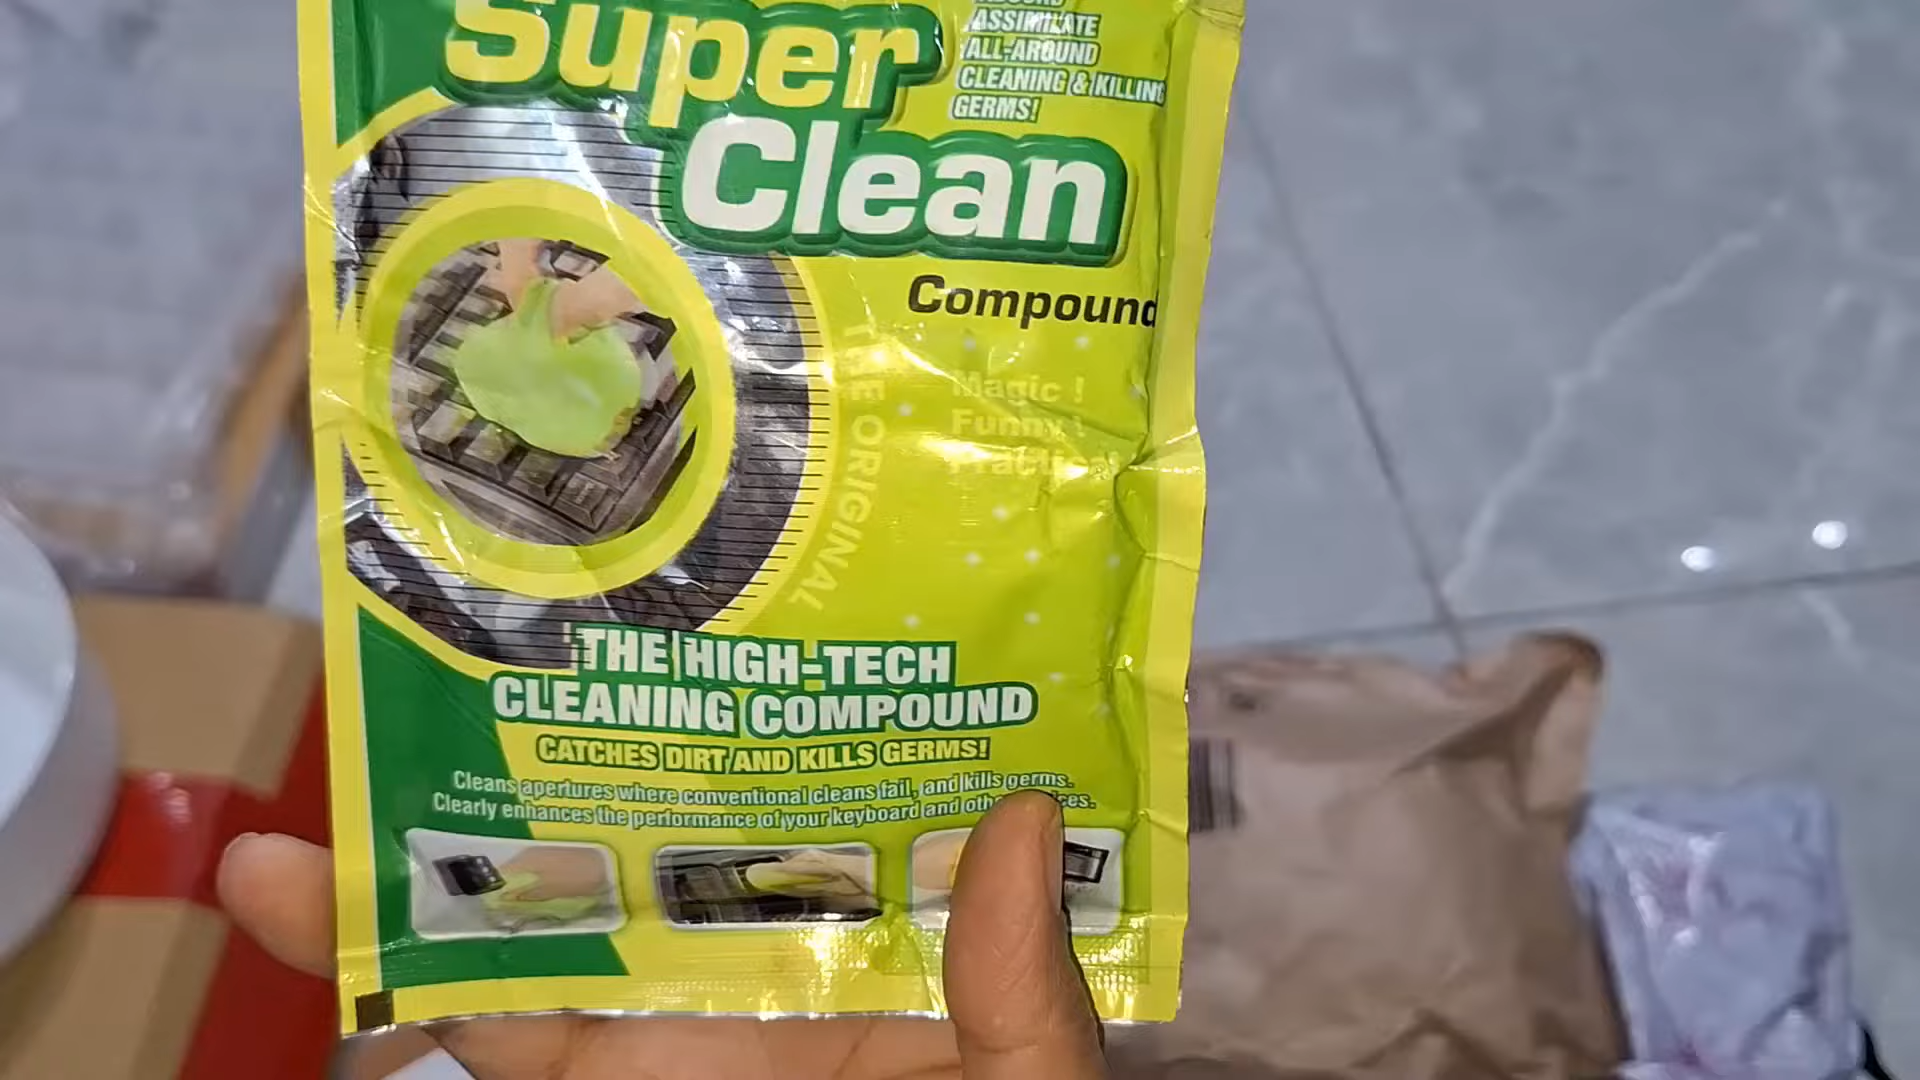 Super
Clean
ASSIMILATE
ALL-AROUND
CLEANING & KILLING
GERMS!
Compound
THE ORIGINAL
Magic !
Funny !
Practical
THE HIGH-TECH
CLEANING COMPOUND
CATCHES DIRT AND KILLS GERMS!
Cleans apertures where conventional cleans fail, and kills germs.
Clearly enhances the performance of your keyboard and